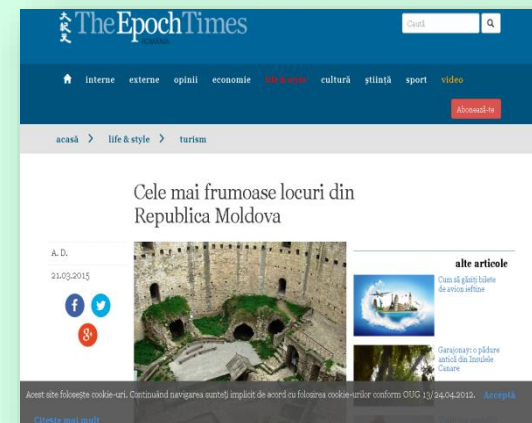 大紀元 The Epoch Times
ROMÂNIA
Caută
interne externe opinii economie life & style cultură știință sport video
Abonează-te
acasă > life & style > turism
Cele mai frumoase locuri din
Republica Moldova
A. D.
21.03.2015
alte articole
Cum să găsiți bilete
de avion ieftine
Garajonay: o pădure
antică din Insulele
Canare
Acest site folosește cookie-uri. Continuând navigarea sunteți implicit de acord cu folosirea cookie-urilor conform OUG 13/24.04.2012. Acceptă
Citește mai mult